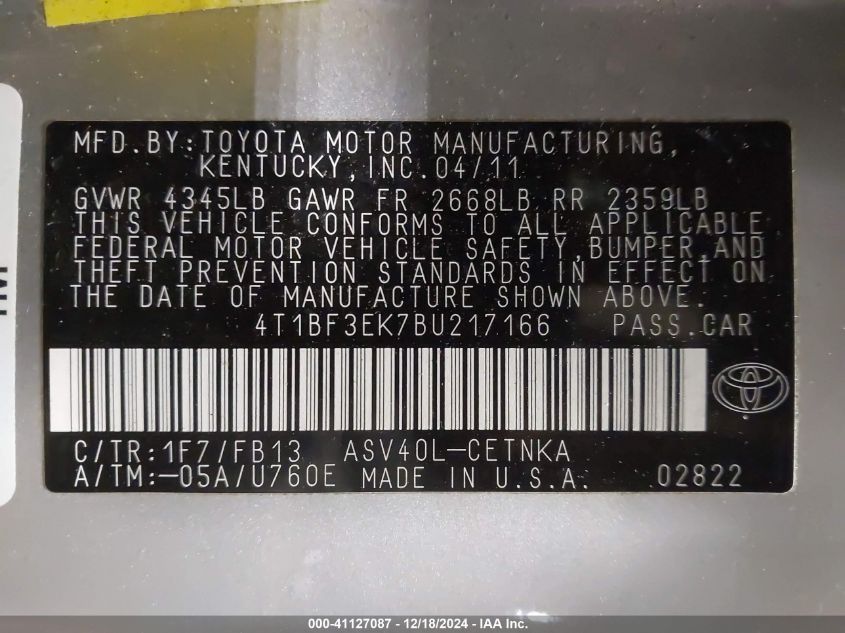 MFD.BY:TOYOTA MOTOR MANUFACTURING,
KENTUCKY,INC.04/11
GVWR 4345LB GAWR FR 2668LB RR 2359LB
THIS VEHICLE CONFORMS TO ALL APPLICABLE
FEDERAL MOTOR VEHICLE SAFETY,BUMPER,AND
THEFT PREVENTION STANDARDS IN EFFECT ON
THE DATE OF MANUFACTURE SHOWN ABOVE.
4T1BF3EK7BU217166 PASS.CAR
C/TR:1F7/FB13 ASV40L-CETNKA
A/TM:-05A/U760E MADE IN U.S.A. 02822
000-41127087 - 12/18/2024 - IAA Inc.